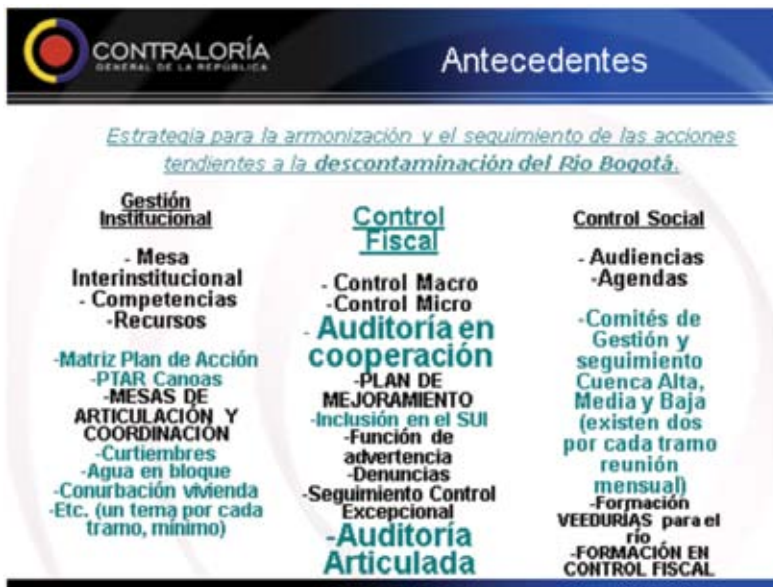 CONTRALORÍA
GENERAL DE LA REPÚBLICA
Antecedentes
Estrategia para la armonización y el seguimiento de las acciones
tendientes a la descontaminación del Rio Bogotá.
Gestión
Institucional
- Mesa
Interinstitucional
- Competencias
-Recursos
-Matriz Plan de Acción
-PTAR Canoas
-MESAS DE
ARTICULACIÓN Y
COORDINACIÓN
-Curtiembres
-Agua en bloque
-Conurbación vivienda
-Etc. (un tema por cada
tramo, mínimo)
Control
Fiscal
- Control Macro
-Control Micro
- Auditoría en
cooperación
-PLAN DE
MEJORAMIENTO
-Inclusión en el SUI
-Función de
advertencia
-Denuncias
-Seguimiento Control
Excepcional
-Auditoría
Articulada
Control Social
- Audiencias
-Agendas
-Comités de
Gestión y
seguimiento
Cuenca Alta,
Media y Baja
(existen dos
por cada tramo
reunión
mensual)
-Formación
VEEDURÍAS para el
río
-FORMACIÓN EN
CONTROL FISCAL